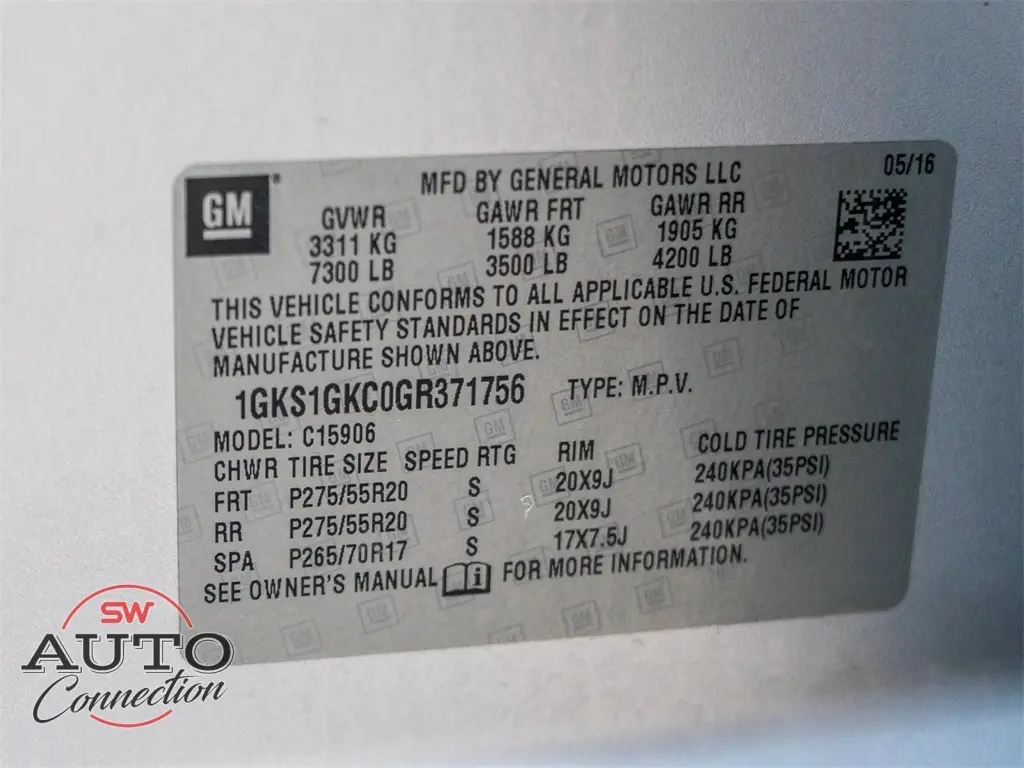 GM
MFD BY GENERAL MOTORS LLC 05/16
GVWR GAWR FRT GAWR RR
3311 KG 1588 KG 1905 KG
7300 LB 3500 LB 4200 LB
THIS VEHICLE CONFORMS TO ALL APPLICABLE U.S. FEDERAL MOTOR
VEHICLE SAFETY STANDARDS IN EFFECT ON THE DATE OF
MANUFACTURE SHOWN ABOVE.
1GKS1GKC0GR371756 TYPE: M.P.V.
MODEL: C15906
CHWR TIRE SIZE SPEED RTG RIM COLD TIRE PRESSURE
FRT P275/55R20 S 20X9J 240KPA(35PSI)
RR P275/55R20 S 20X9J 240KPA(35PSI)
SPA P265/70R17 S 17X7.5J 240KPA(35PSI)
SEE OWNER'S MANUAL i FOR MORE INFORMATION.
SW
AUTO
Connection